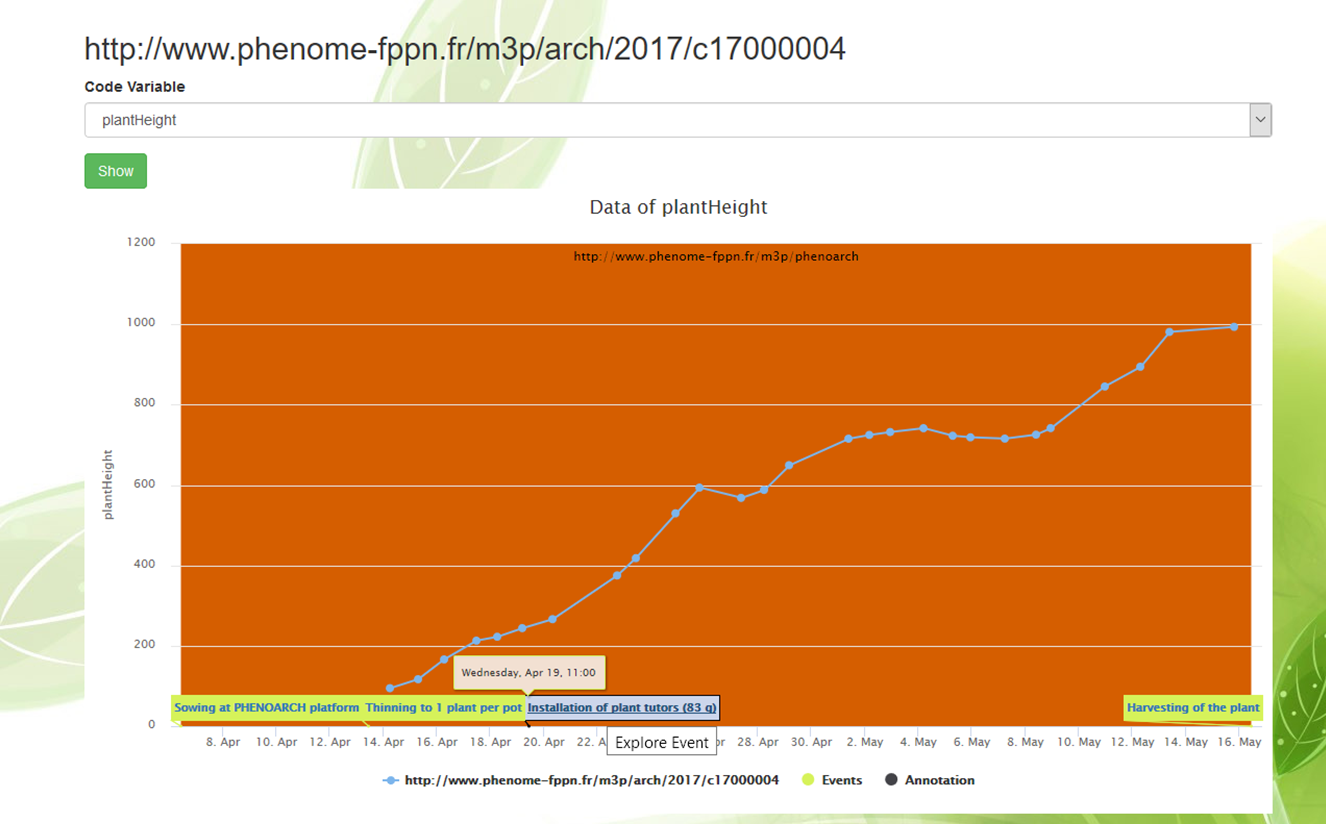 http://www.phenome-fppn.fr/m3p/arch/2017/c17000004
Code Variable
plantHeight
Show
Data of plantHeight
http://www.phenome-fppn.fr/m3p/phenoarch
1200
1000
800
600
400
200
0
plantHeight
Wednesday, Apr 19, 11:00
Sowing at PHENOARCH platform Thinning to 1 plant per pot Installation of plant tutors (83 g) Harvesting of the plant
8. Apr 10. Apr 12. Apr 14. Apr 16. Apr 18. Apr 20. Apr 22. 28. Apr 30. Apr 2. May 4. May 6. May 8. May 10. May 12. May 14. May 16. May
Explore Event
http://www.phenome-fppn.fr/m3p/arch/2017/c17000004 Events Annotation